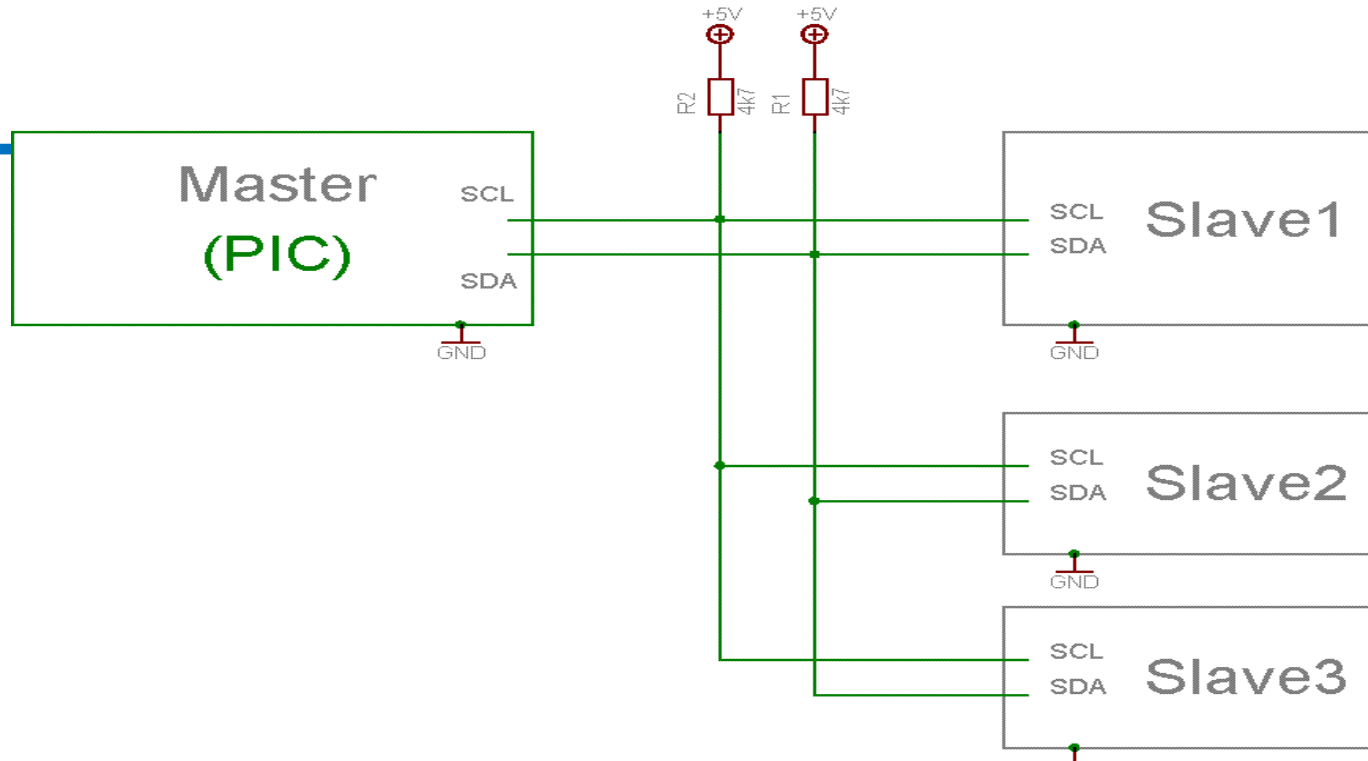 +5V
+5V
R2
4k7
R1
4k7
Master
(PIC)
SCL
SDA
GND
SCL
SDA
Slave1
GND
SCL
SDA
Slave2
GND
SCL
SDA
Slave3